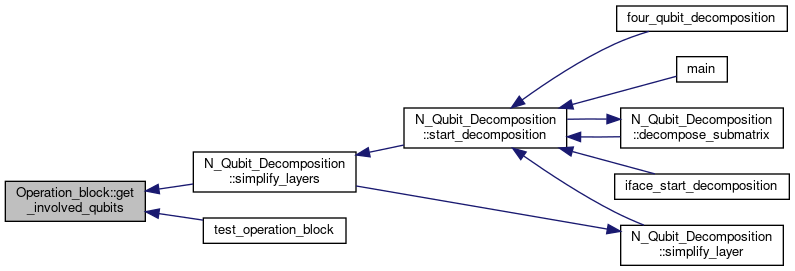 four_qubit_decomposition
main
N_Qubit_Decomposition
::start_decomposition
N_Qubit_Decomposition
::decompose_submatrix
N_Qubit_Decomposition
::simplify_layers
iface_start_decomposition
Operation_block::get
_involved_qubits
test_operation_block
N_Qubit_Decomposition
::simplify_layer